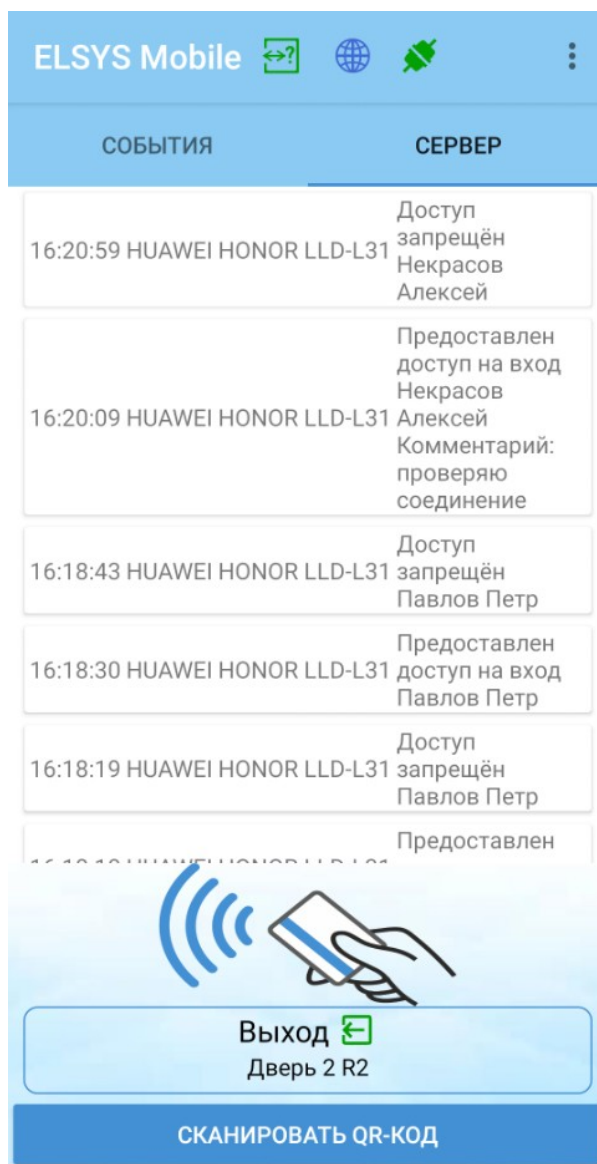 ELSYS Mobile
СОБЫТИЯ
СЕРВЕР
16:20:59 HUAWEI HONOR LLD-L31
Доступ
запрещён
Некрасов
Алексей
16:20:09 HUAWEI HONOR LLD-L31
Предоставлен
доступ на вход
Некрасов
Алексей
Комментарий:
проверяю
соединение
16:18:43 HUAWEI HONOR LLD-L31
Доступ
запрещён
Павлов Петр
16:18:30 HUAWEI HONOR LLD-L31
Предоставлен
доступ на вход
Павлов Петр
16:18:19 HUAWEI HONOR LLD-L31
Доступ
запрещён
Павлов Петр
Предоставлен
Выход
Дверь 2 R2
СКАНИРОВАТЬ QR-КОД